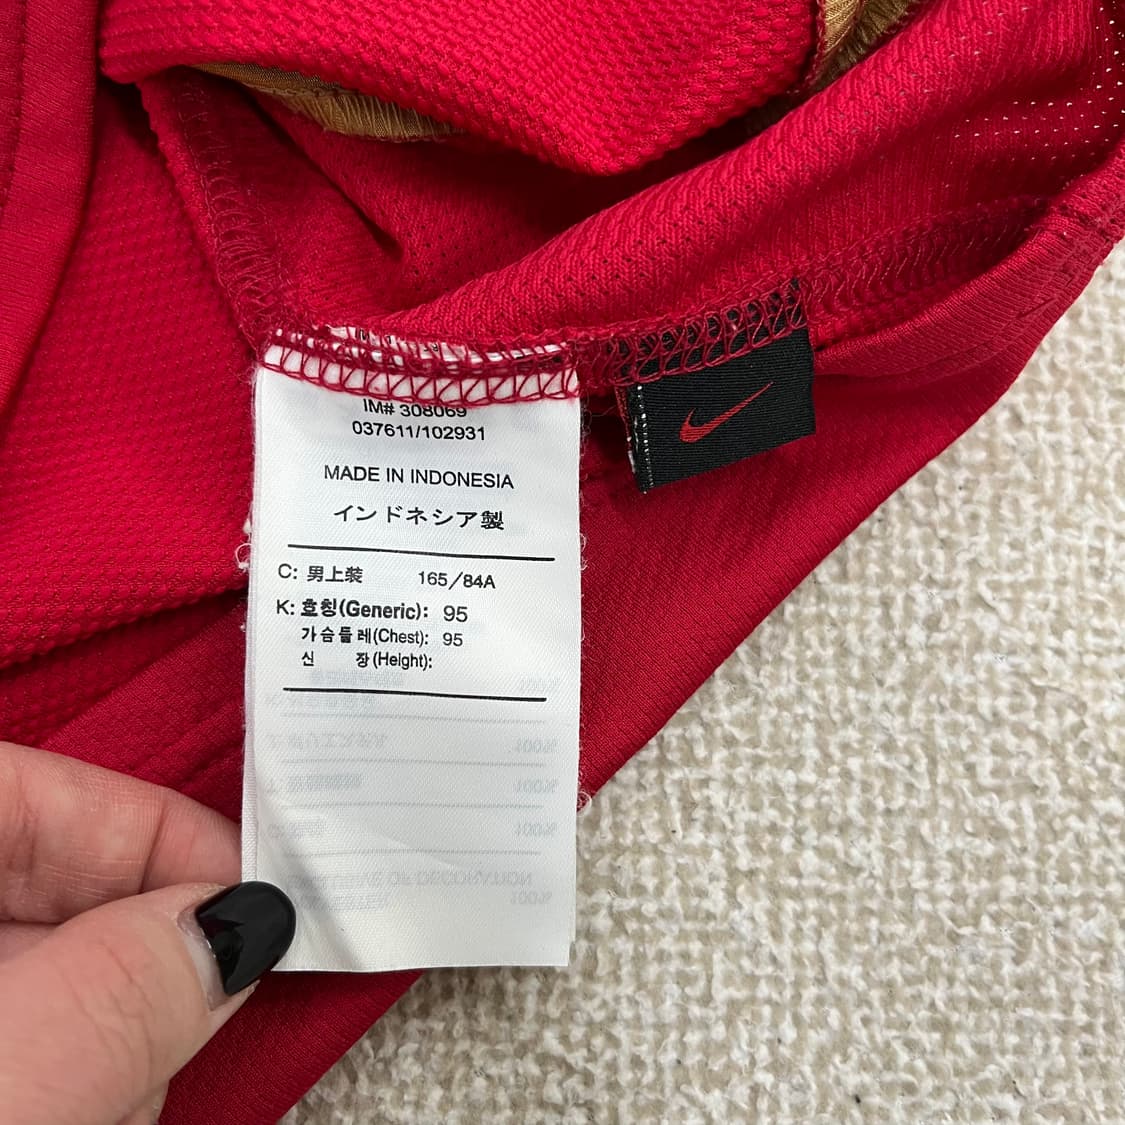 IM# 308069
037611/102931
MADE IN INDONESIA
インドネシア製
C: 男上装 165/84A
K: 호칭(Generic): 95
가슴둘레(Chest): 95
신 장(Height):